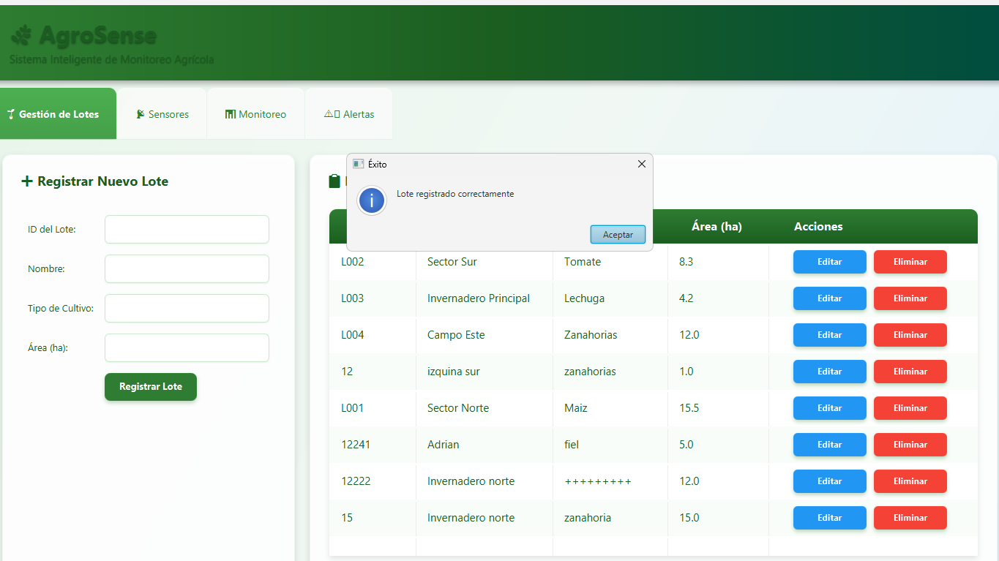 AgroSense
Sistema Inteligente de Monitoreo Agrícola
Gestión de Lotes
Sensores
Monitoreo
Alertas
Registrar Nuevo Lote
ID del Lote:
Nombre:
Tipo de Cultivo:
Área (ha):
Registrar Lote
Éxito
Lote registrado correctamente
Aceptar
Área (ha) Acciones
L002 Sector Sur Tomate 8.3 Editar Eliminar
L003 Invernadero Principal Lechuga 4.2 Editar Eliminar
L004 Campo Este Zanahorias 12.0 Editar Eliminar
12 izquina sur zanahorias 1.0 Editar Eliminar
L001 Sector Norte Maiz 15.5 Editar Eliminar
12241 Adrian fiel 5.0 Editar Eliminar
12222 Invernadero norte +++++++++ 12.0 Editar Eliminar
15 Invernadero norte zanahoria 15.0 Editar Eliminar